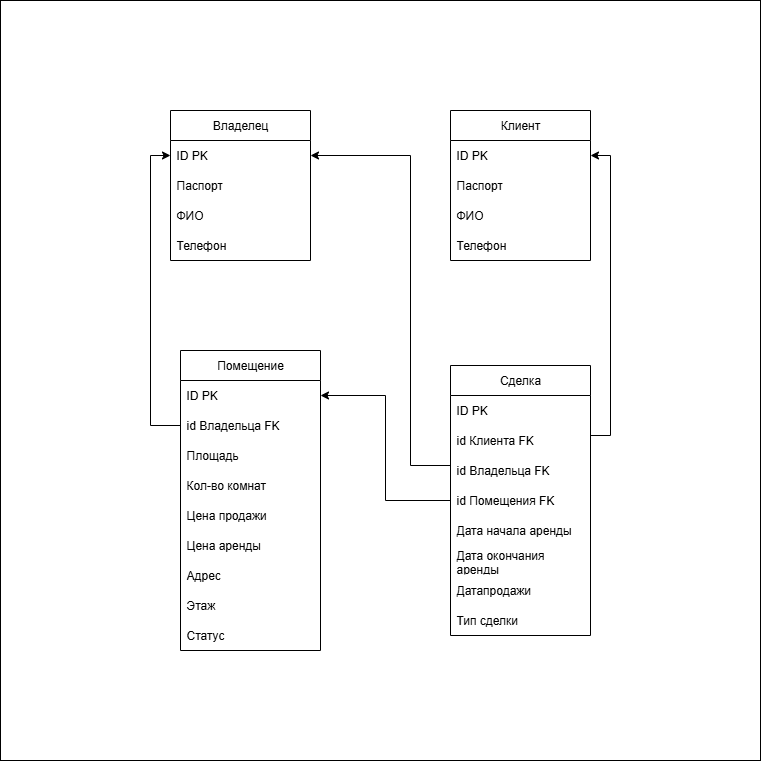 Владелец
ID PK
Паспорт
ФИО
Телефон
Клиент
ID PK
Паспорт
ФИО
Телефон
Помещение
ID PK
id Владельца FK
Площадь
Кол-во комнат
Цена продажи
Цена аренды
Адрес
Этаж
Статус
Сделка
ID PK
id Клиента FK
id Владельца FK
id Помещения FK
Дата начала аренды
Дата окончания
аренды
Датапродажи
Тип сделки